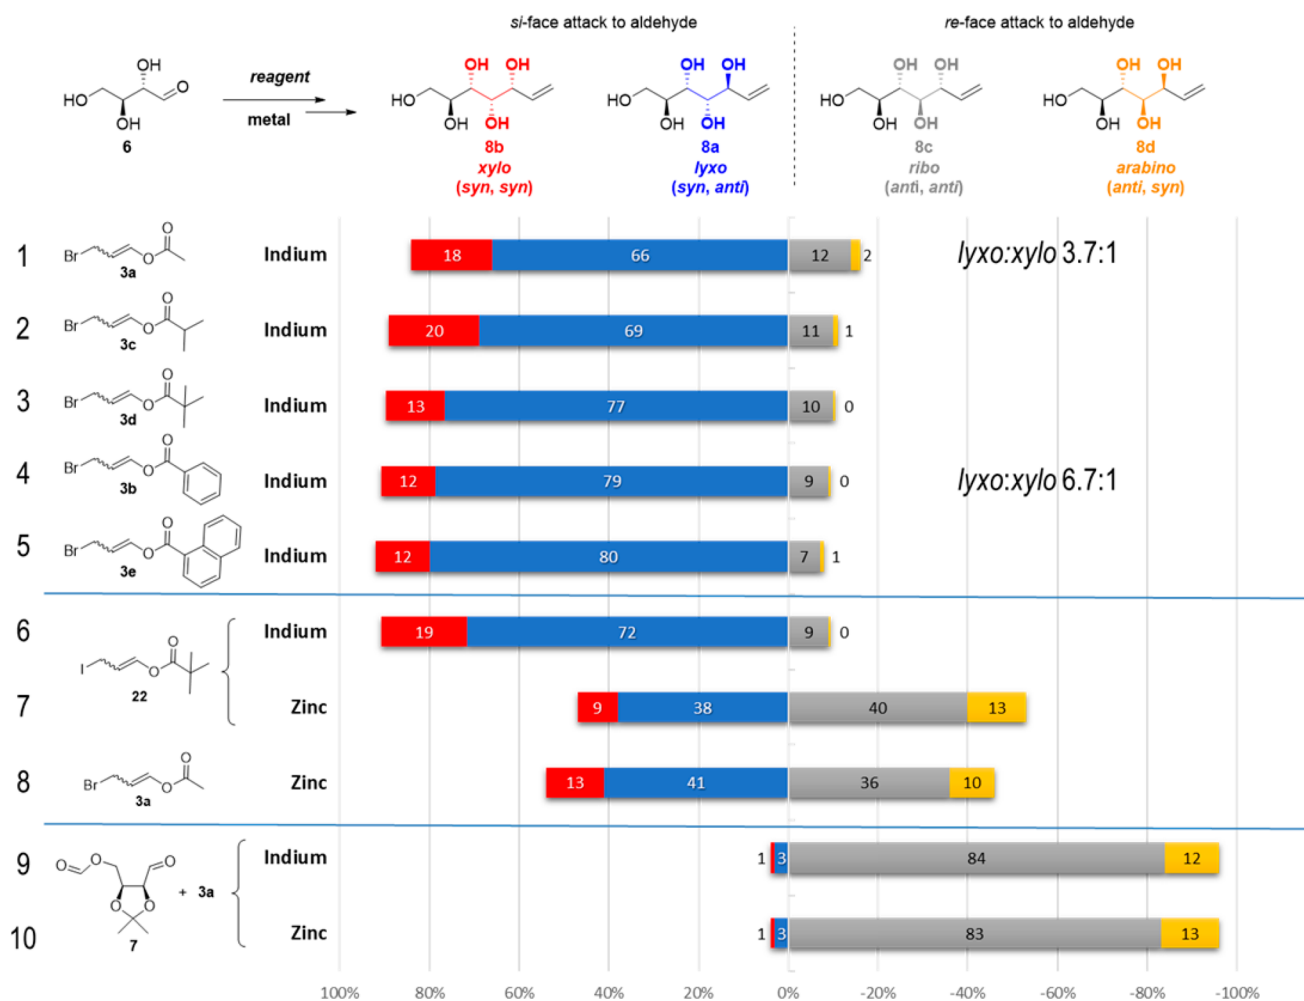 si-face attack to aldehyde
re-face attack to aldehyde
OH
O
HO
OH
6
reagent
metal
OH OH
HO
OH OH
8b
xylo
(syn, syn)
OH OH
HO
OH OH
8a
lyxo
(syn, anti)
OH OH
HO
OH OH
8c
ribo
(anti, anti)
OH OH
HO
OH OH
8d
arabino
(anti, syn)
1
Br O O
3a
Indium
18 66 12 2
lyxo:xylo 3.7:1
2
Br O O
3c
Indium
20 69 11 1
3
Br O O
3d
Indium
13 77 10 0
4
Br O O
3b
Indium
12 79 9 0
lyxo:xylo 6.7:1
5
Br O O
3e
Indium
12 80 7 1
6
I O O
22
Indium
19 72 9 0
7
Zinc
9 38 40 13
8
Br O O
3a
Zinc
13 41 36 10
9
O O O
O O
7
+ 3a
Indium
1 3 84 12
10
Zinc
1 3 83 13
100% 80% 60% 40% 20% 0% -20% -40% -60% -80% -100%